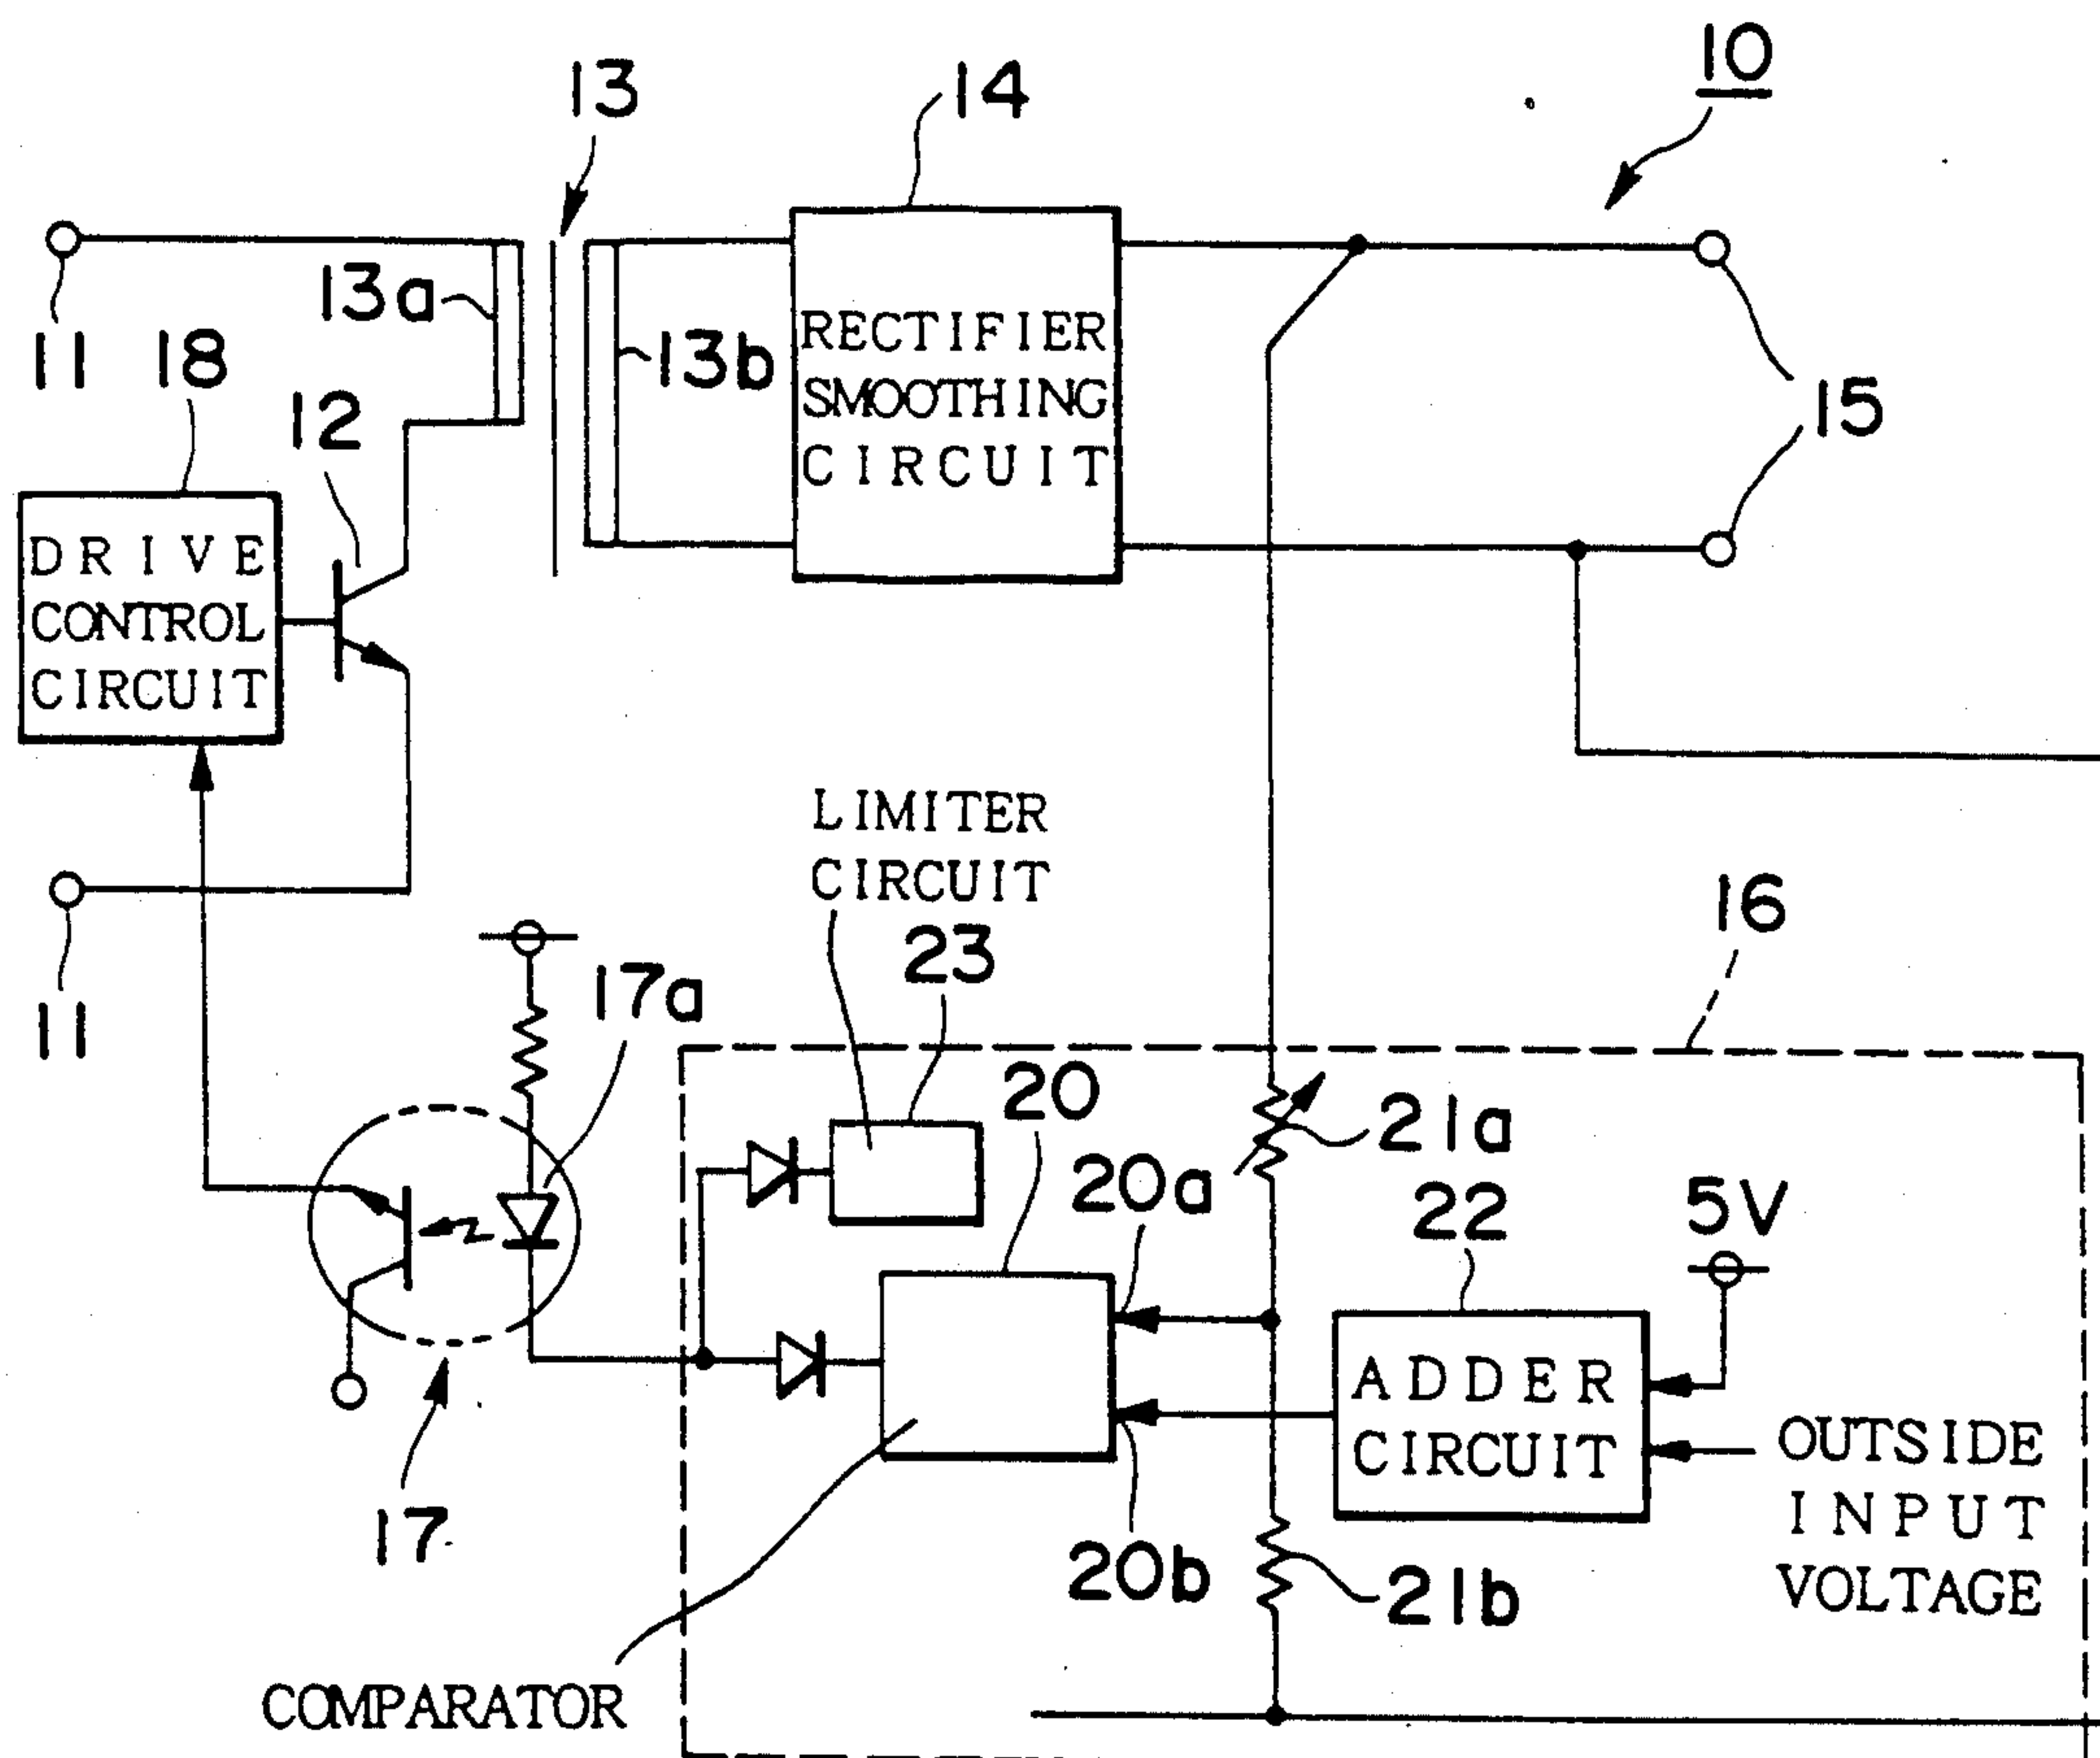 10
13
14
13a
11
18
13b
RECTIFIER
SMOOTHING
CIRCUIT
12
15
DRIVE
CONTROL
CIRCUIT
LIMITER
CIRCUIT
23
16
11
17a
20
21a
20a
22
5V
ADDER
CIRCUIT
OUTSIDE
INPUT
VOLTAGE
17
20b
21b
COMPARATOR